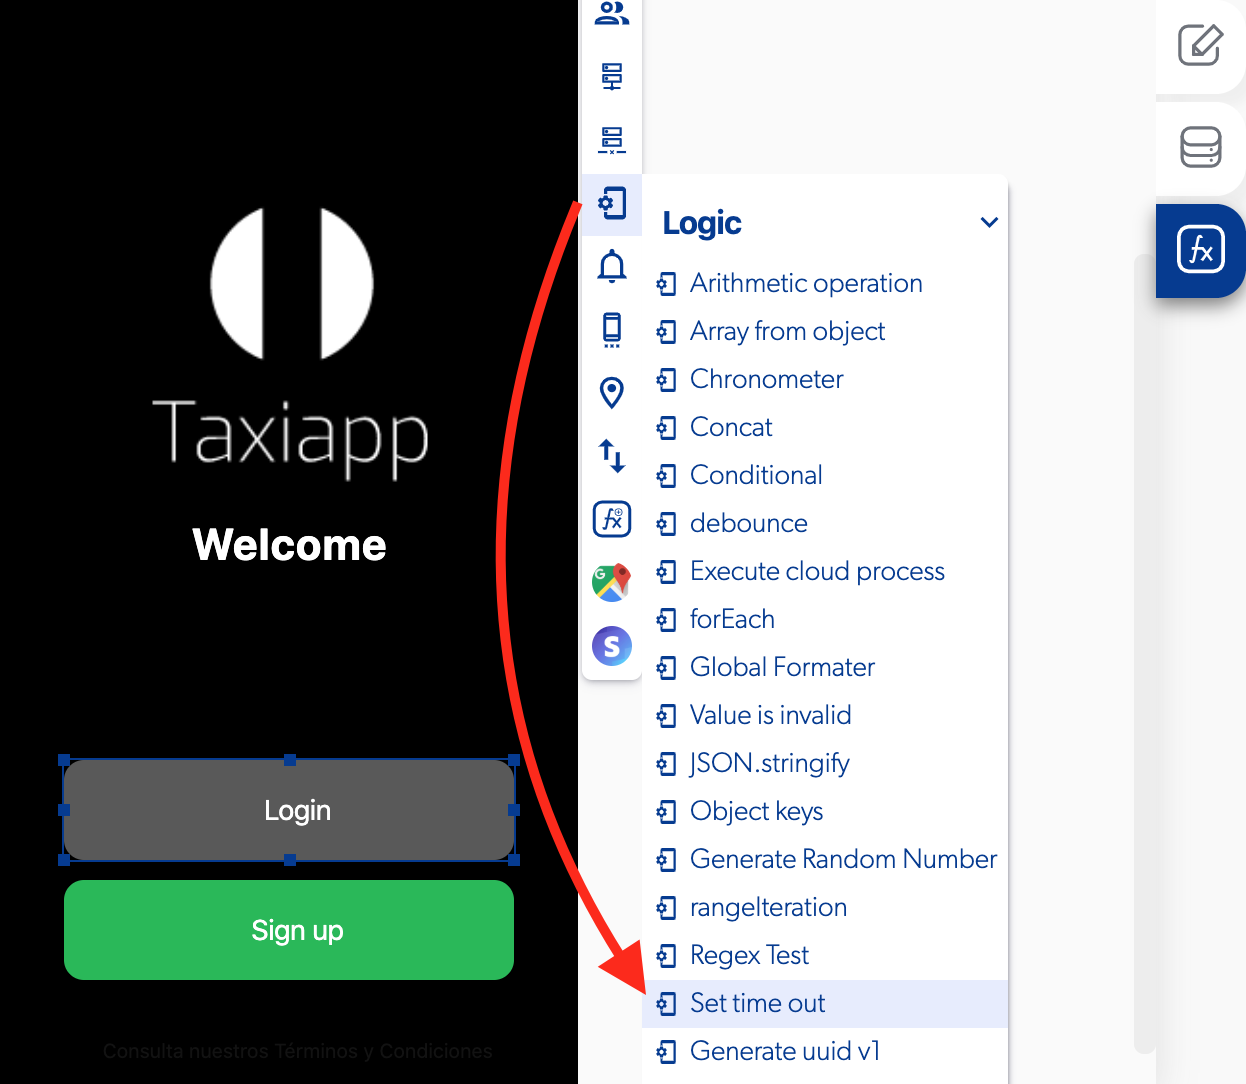 Taxiapp
Welcome
Login
Sign up
Consulta nuestros Términos y Condiciones
Logic
Arithmetic operation
Array from object
Chronometer
Concat
Conditional
debounce
Execute cloud process
forEach
Global Formater
Value is invalid
JSON.stringify
Object keys
Generate Random Number
rangeIteration
Regex Test
Set time out
Generate uuid v1
fx
fx
G
S